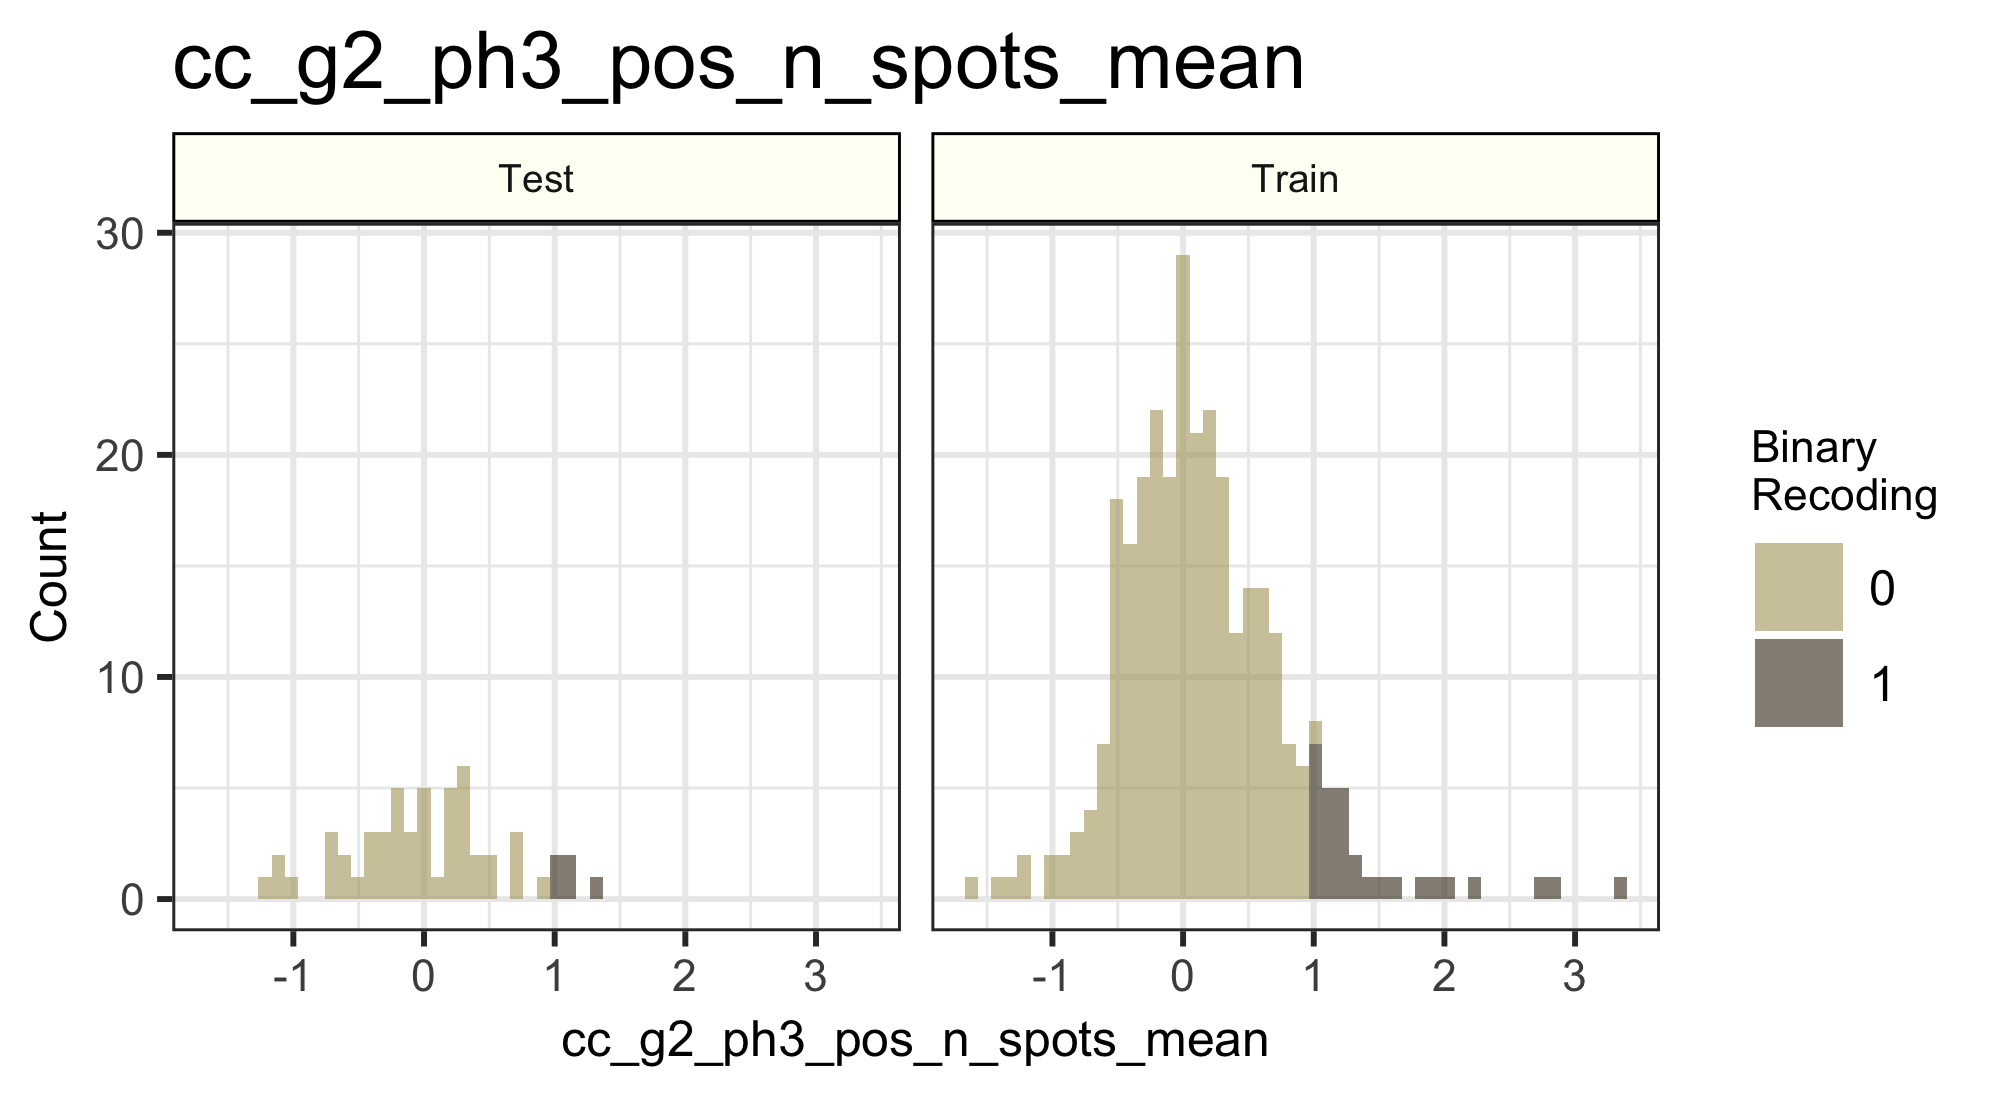 cc_g2_ph3_pos_n_spots_mean
Test
Train
30
20
10
0
Count
-1 0 1 2 3
-1 0 1 2 3
cc_g2_ph3_pos_n_spots_mean
Binary
Recoding
0
1